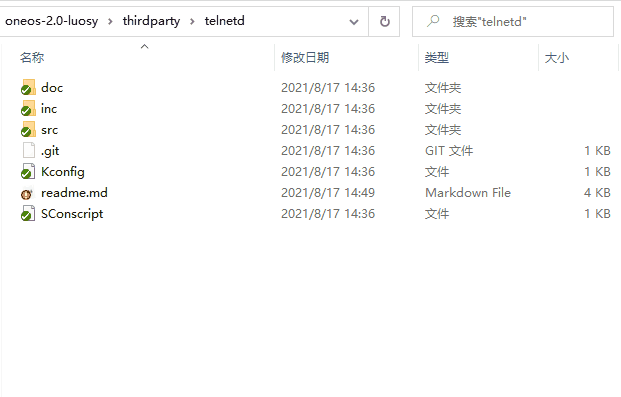 oneos-2.0-luosy > thirdparty > telnetd 搜索"telnetd"
名称 修改日期 类型 大小
doc 2021/8/17 14:36 文件夹
inc 2021/8/17 14:36 文件夹
src 2021/8/17 14:36 文件夹
.git 2021/8/17 14:36 GIT 文件 1 KB
Kconfig 2021/8/17 14:36 文件 1 KB
readme.md 2021/8/17 14:49 Markdown File 4 KB
SConscript 2021/8/17 14:36 文件 1 KB